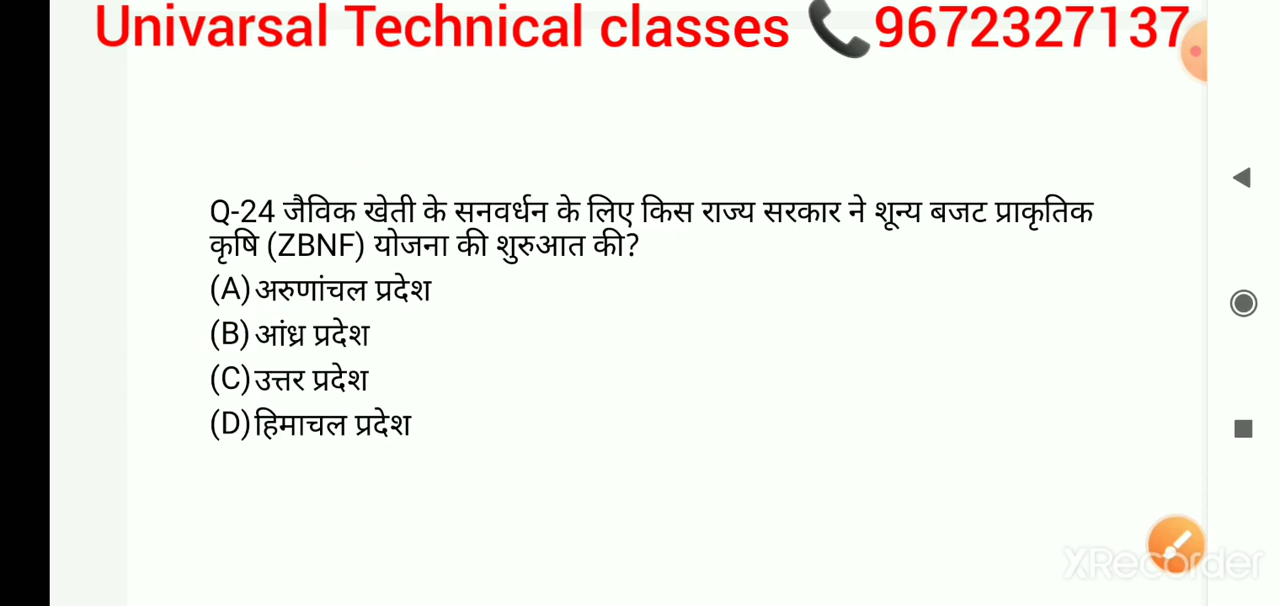 Univarsal Technical classes 📞9672327137
Q-24 जैविक खेती के सनवर्धन के लिए किस राज्य सरकार ने शून्य बजट प्राकृतिक
कृषि (ZBNF) योजना की शुरुआत की?
(A) अरुणांचल प्रदेश
(B) आंध्र प्रदेश
(C) उत्तर प्रदेश
(D) हिमाचल प्रदेश
XRecorder